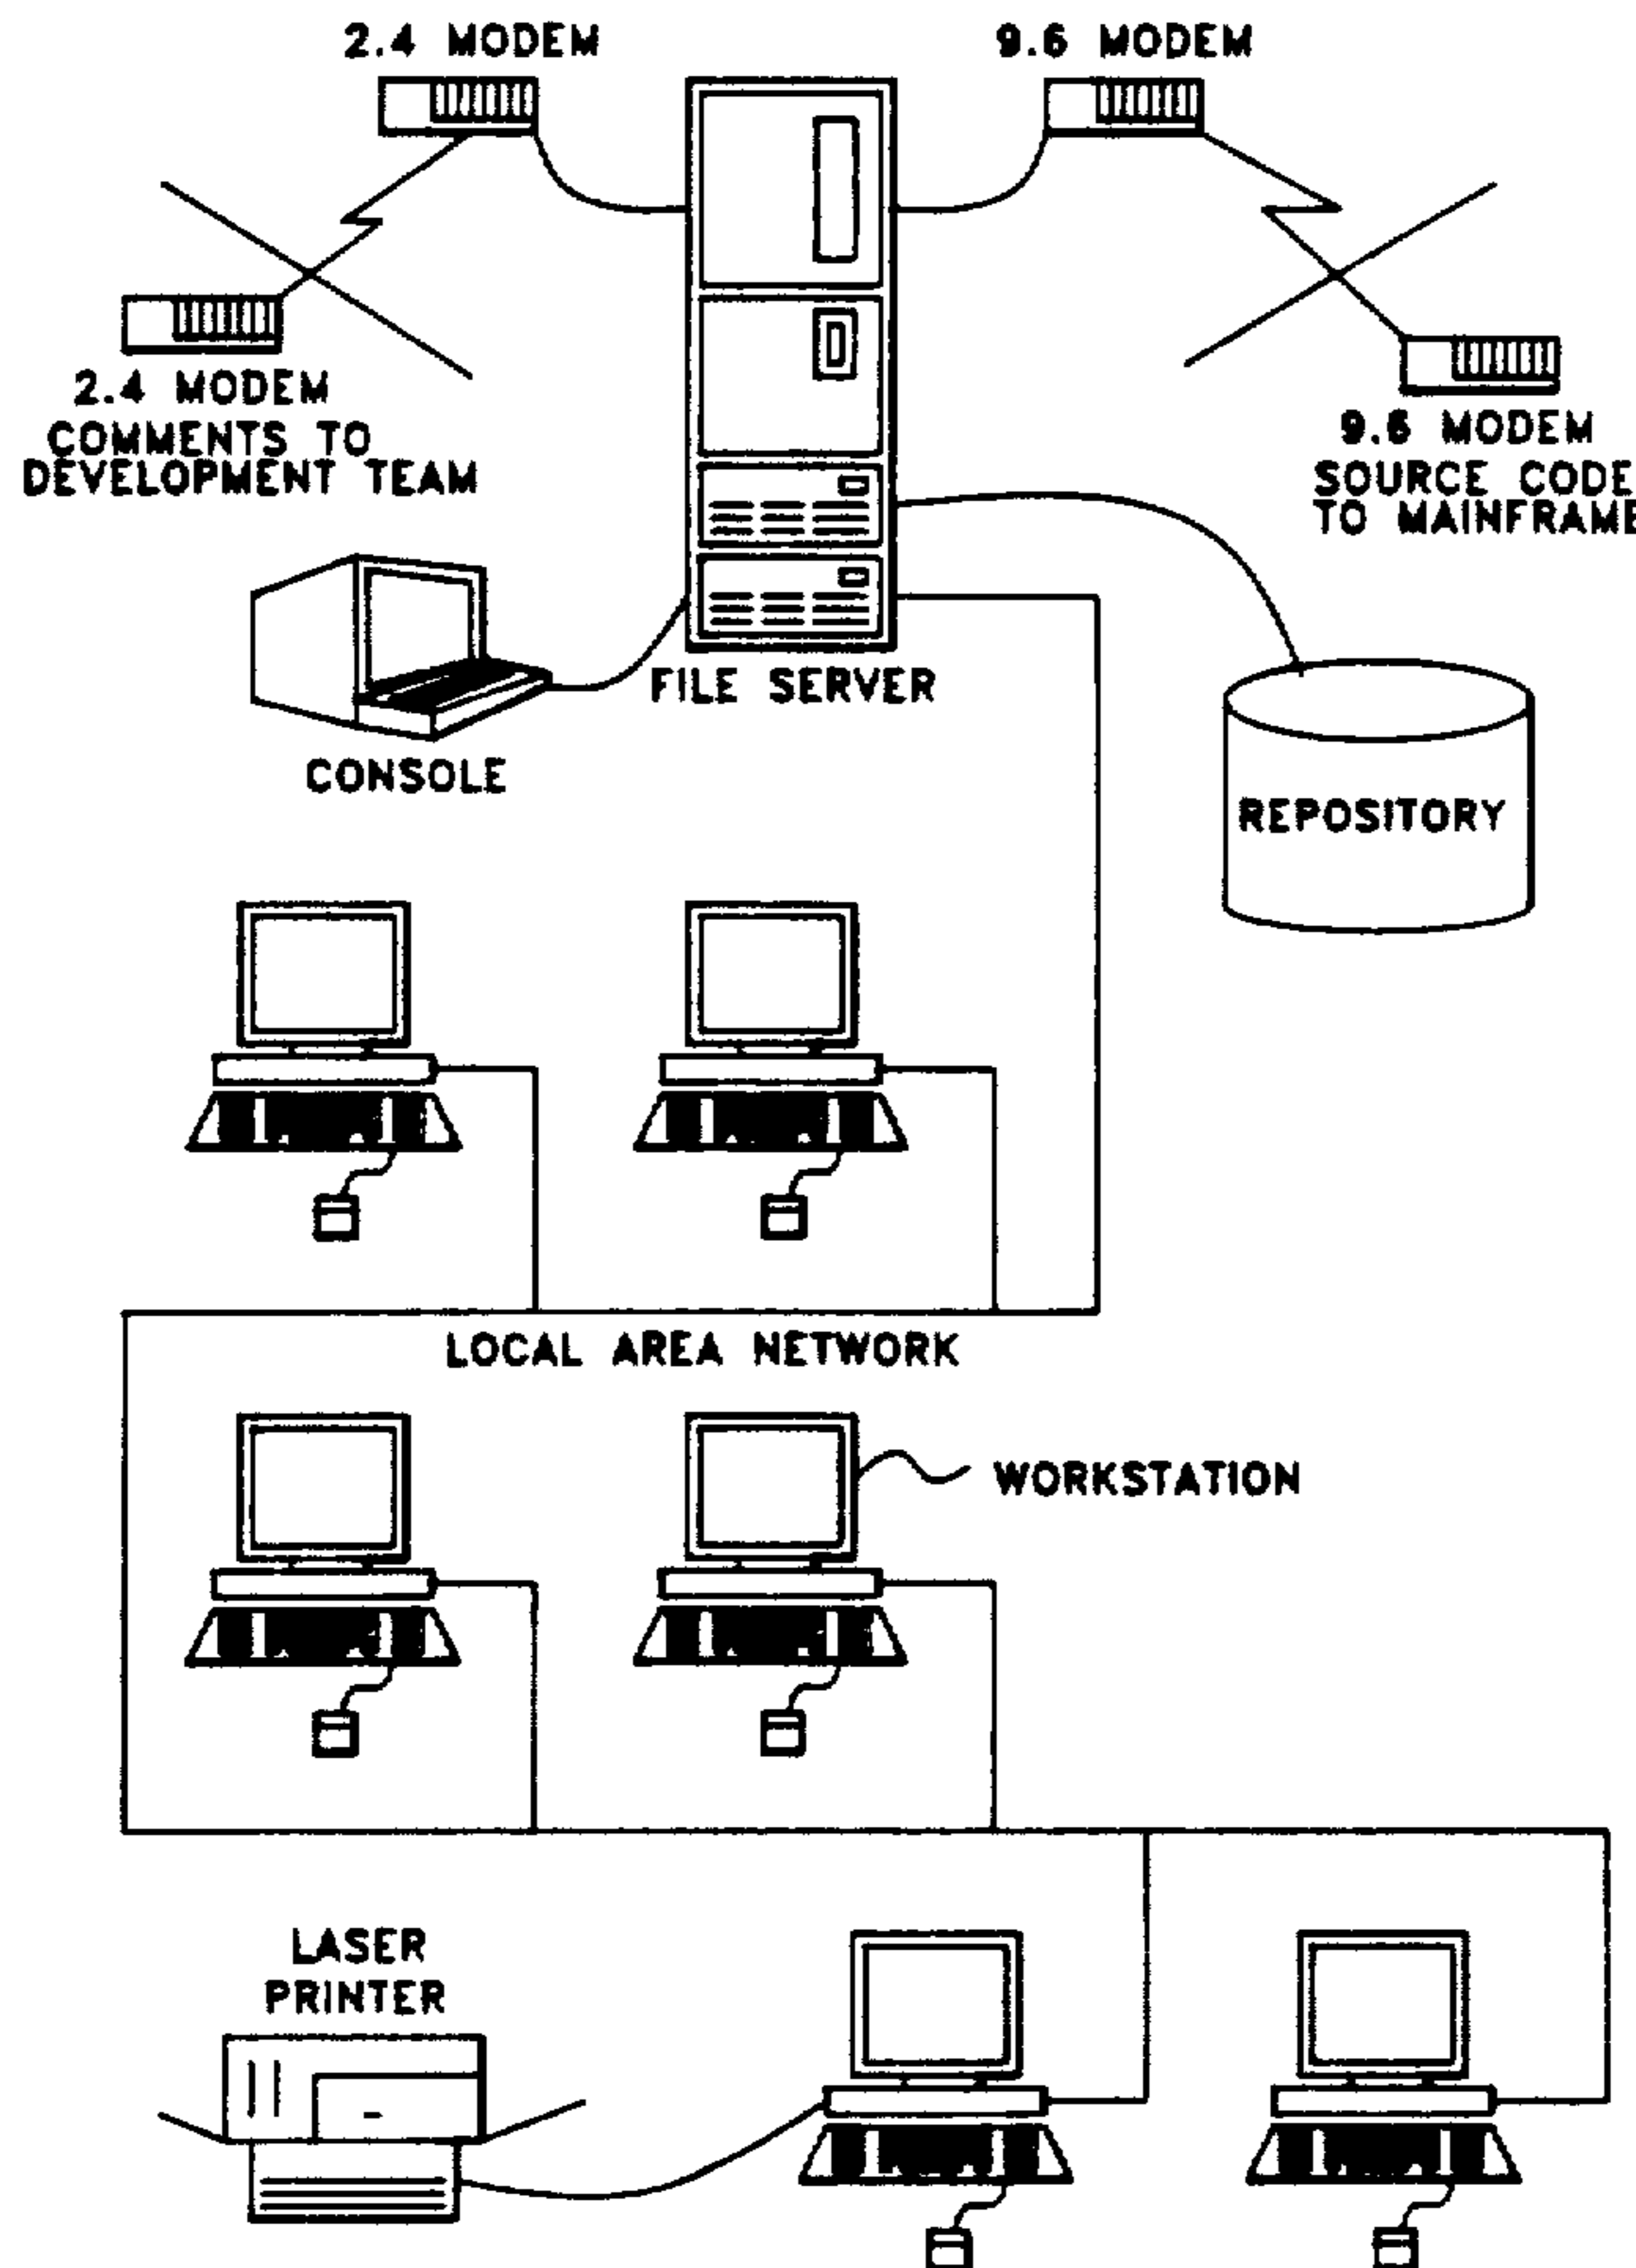 2.4 MODEM
9.6 MODEM
2.4 MODEM
COMMENTS TO
DEVELOPMENT TEAM
9.6 MODEM
SOURCE CODE
TO MAINFRAME
FILE SERVER
CONSOLE
REPOSITORY
LOCAL AREA NETWORK
WORKSTATION
LASER
PRINTER